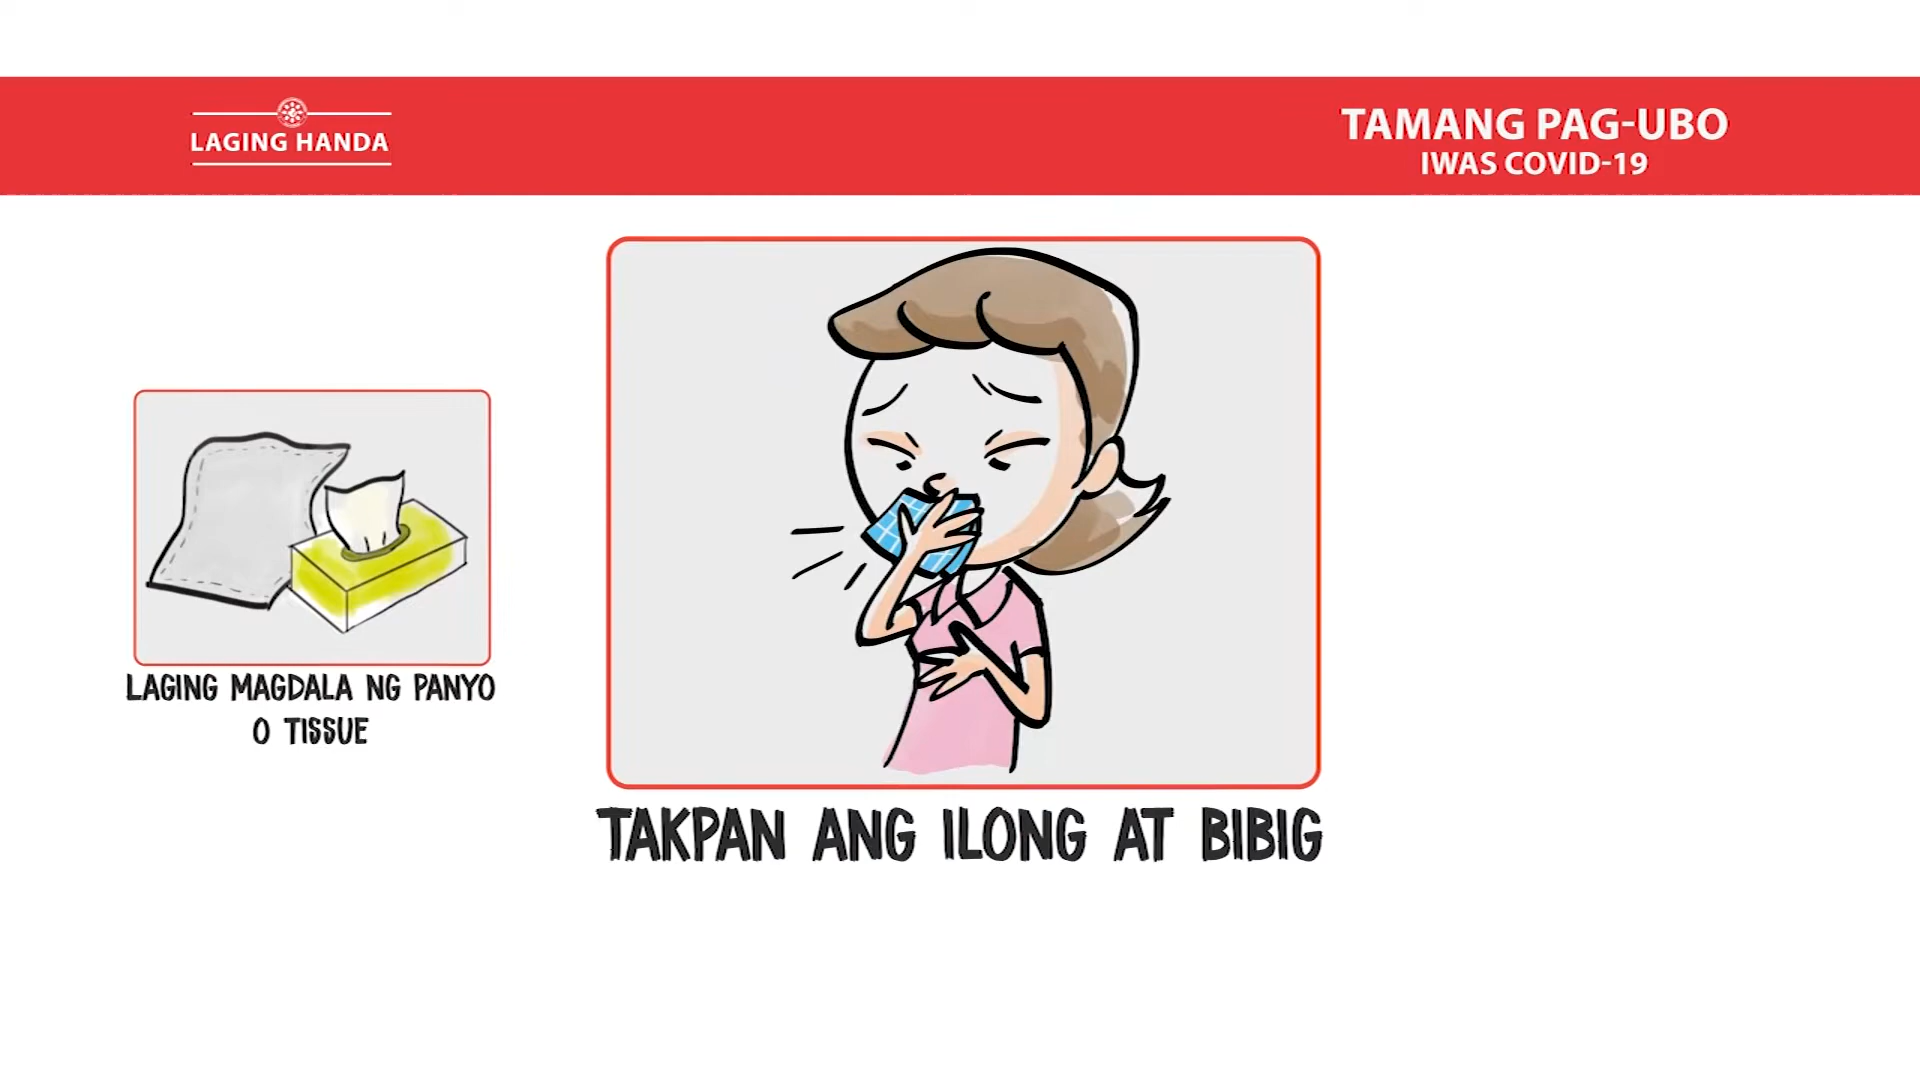 LAGING HANDA
TAMANG PAG-UBO
IWAS COVID-19
LAGING MAGDALA NG PANYO
O TISSUE
TAKPAN ANG ILONG AT BIBIG